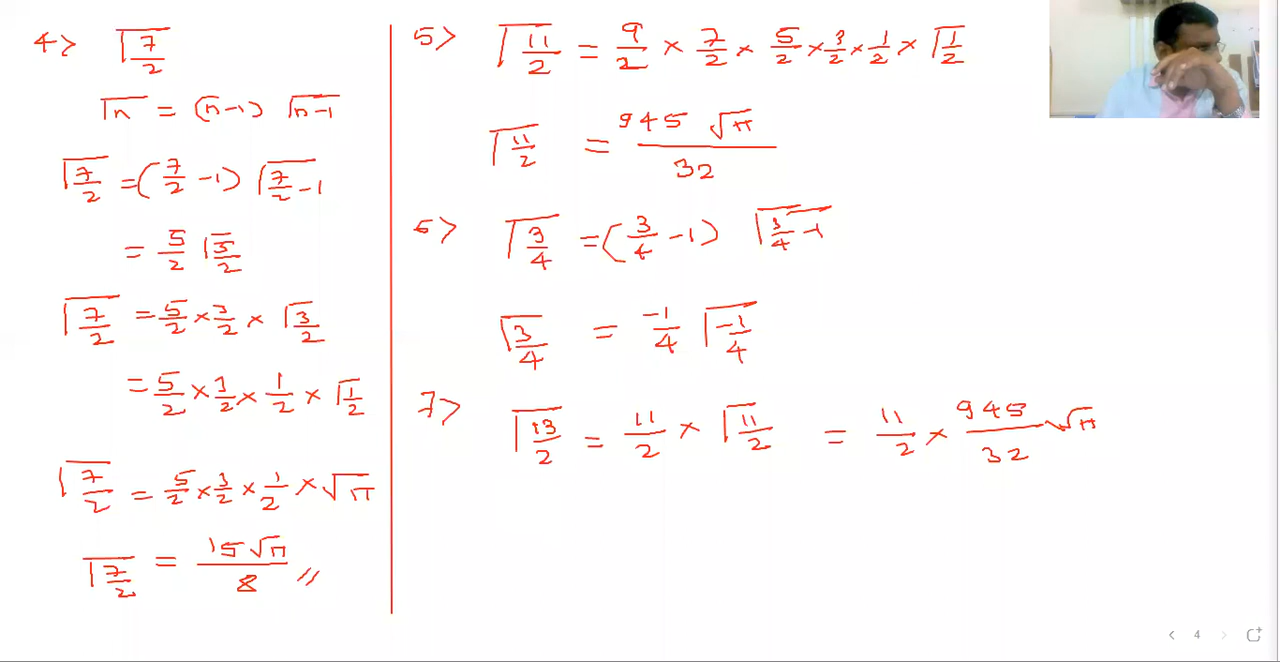 4> Γ7/2
Γn = (n-1) Γn-1
Γ7/2 = (7/2 -1) Γ7/2 -1
= 5/2 Γ5/2
Γ7/2 = 5/2 × 3/2 × Γ3/2
= 5/2 × 3/2 × 1/2 × Γ1/2
Γ7/2 = 5/2 × 3/2 × 1/2 × √π
Γ7/2 = 15√π/8 //
5> Γ11/2 = 9/2 × 7/2 × 5/2 × 3/2 × 1/2 × Γ1/2
Γ11/2 = 945 √π/32
6> Γ3/4 = (3/4 -1) Γ3/4 -1
Γ3/4 = -1/4 Γ-1/4
7> Γ13/2 = 11/2 × Γ11/2 = 11/2 × 945/32 √π
< 4 >